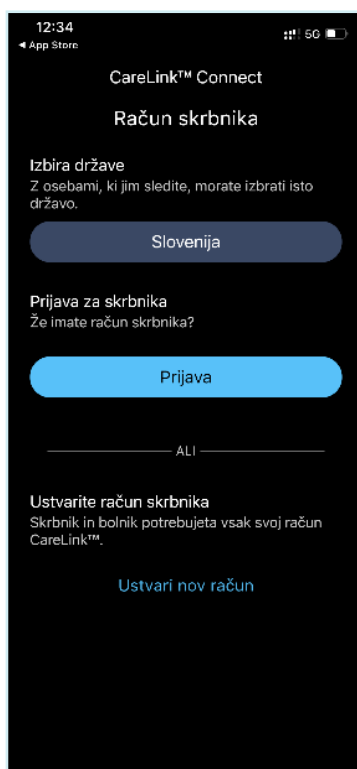 12:34
5G
◀ App Store
CareLink™ Connect
Račun skrbnika
Izbira države
Z osebami, ki jim sledite, morate izbrati isto
državo.
Slovenija
Prijava za skrbnika
Že imate račun skrbnika?
Prijava
ALI
Ustvarite račun skrbnika
Skrbnik in bolnik potrebujeta vsak svoj račun
CareLink™.
Ustvari nov račun